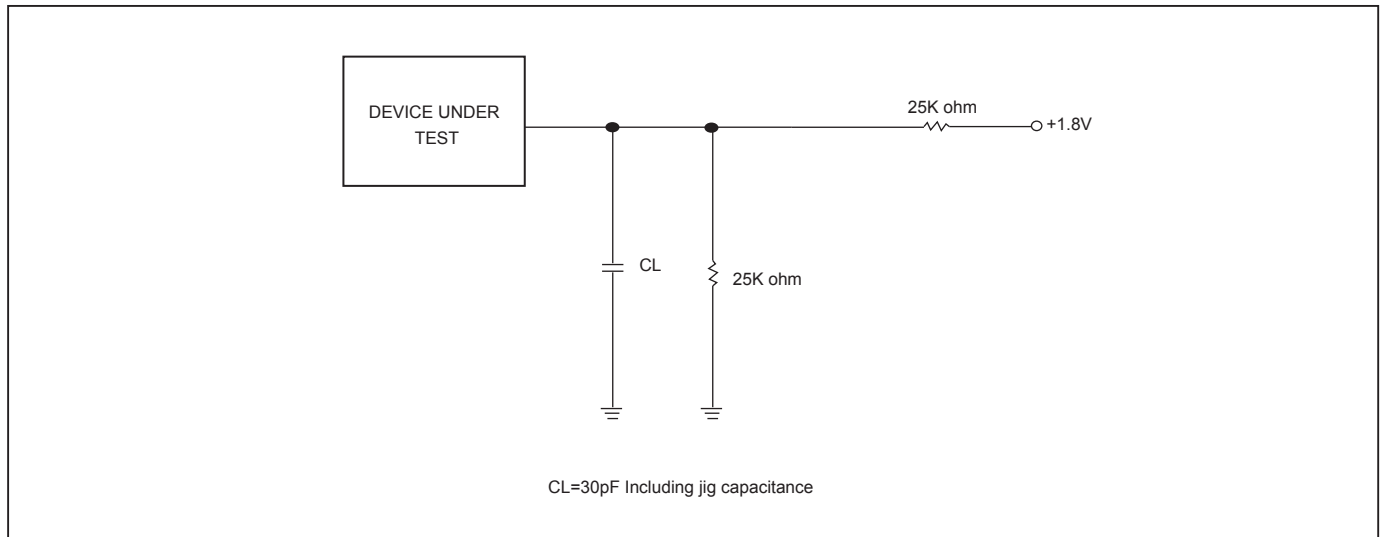 DEVICE UNDER
TEST
25K ohm
+1.8V
CL
25K ohm
CL=30pF Including jig capacitance